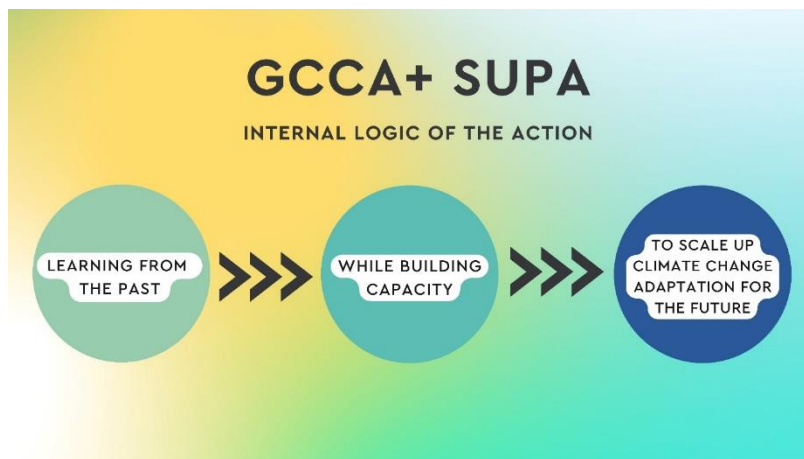 GCCA+ SUPA
INTERNAL LOGIC OF THE ACTION
LEARNING FROM
THE PAST
WHILE BUILDING
CAPACITY
TO SCALE UP
CLIMATE CHANGE
ADAPTATION FOR
THE FUTURE